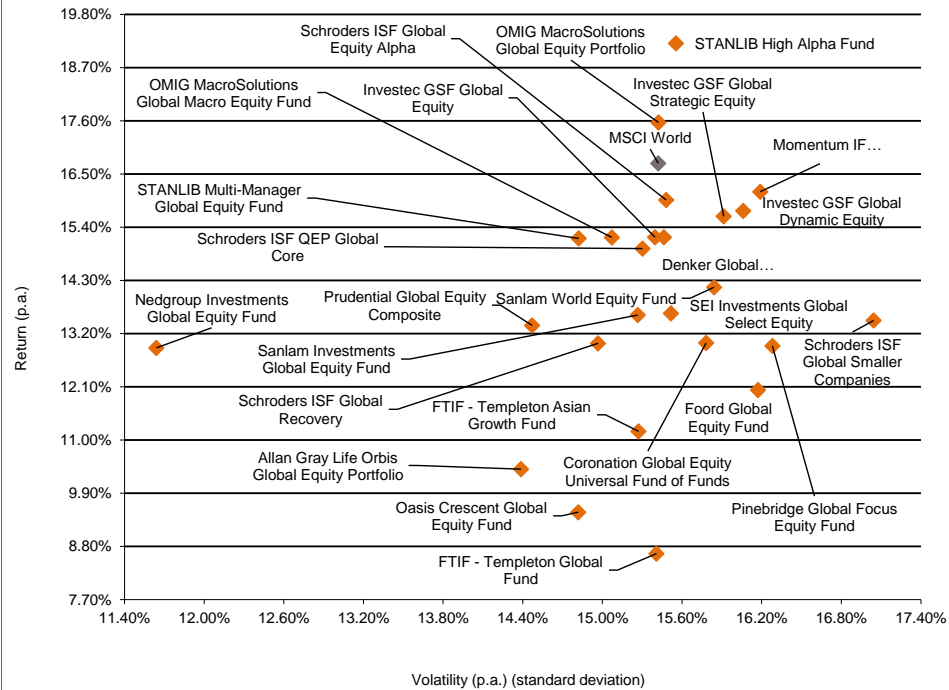 19.80%
18.70%
17.60%
16.50%
15.40%
14.30%
13.20%
12.10%
11.00%
9.90%
8.80%
7.70%
Return (p.a.)
Schroders ISF Global
Equity Alpha
OMIG MacroSolutions
Global Equity Portfolio
STANLIB High Alpha Fund
OMIG MacroSolutions
Global Macro Equity Fund
Investec GSF Global
Equity
Investec GSF Global
Strategic Equity
MSCI World
Momentum IF…
STANLIB Multi-Manager
Global Equity Fund
Investec GSF Global
Dynamic Equity
Schroders ISF QEP Global
Core
Denker Global…
Nedgroup Investments
Global Equity Fund
Prudential Global Equity
Composite
Sanlam World Equity Fund
SEI Investments Global
Select Equity
Sanlam Investments
Global Equity Fund
Schroders ISF
Global Smaller
Companies
Schroders ISF Global
Recovery
FTIF - Templeton Asian
Growth Fund
Foord Global
Equity Fund
Allan Gray Life Orbis
Global Equity Portfolio
Coronation Global Equity
Universal Fund of Funds
Oasis Crescent Global
Equity Fund
Pinebridge Global Focus
Equity Fund
FTIF - Templeton Global
Fund
11.40% 12.00% 12.60% 13.20% 13.80% 14.40% 15.00% 15.60% 16.20% 16.80% 17.40%
Volitility (p.a.) (standard deviation)